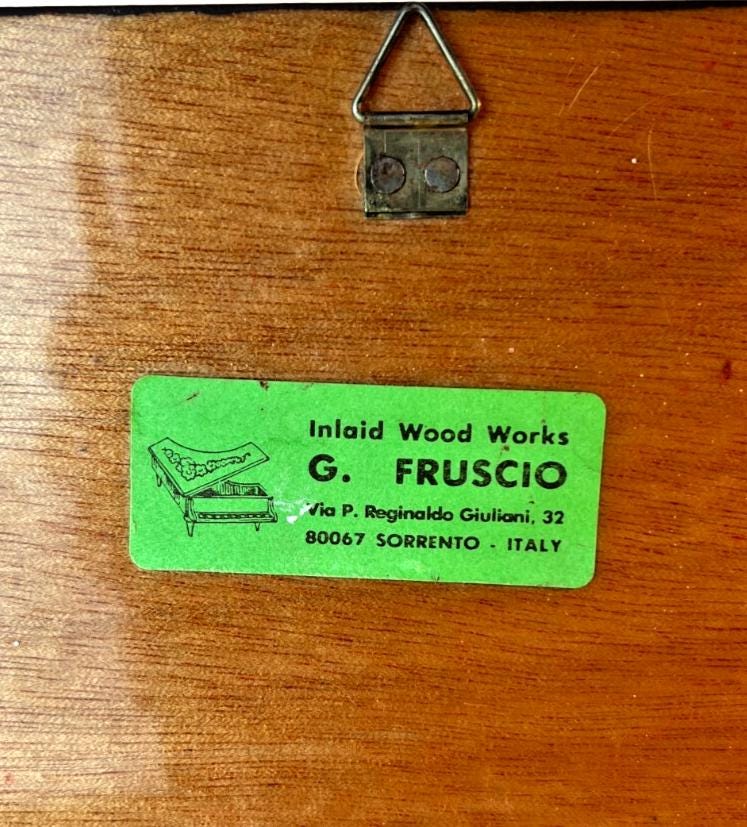 Inlaid Wood Works
G. FRUSCIO
Via P. Reginaldo Giuliani, 32
80067 SORRENTO - ITALY